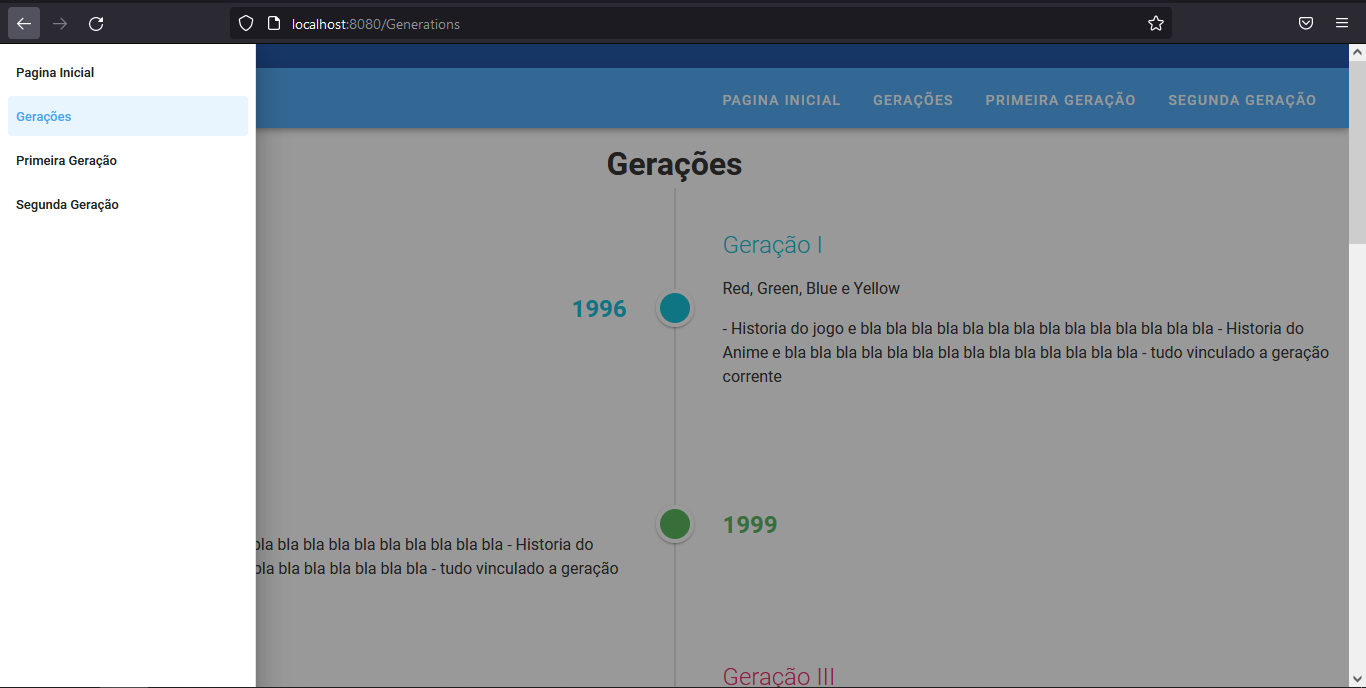 localhost:8080/Generations
Pagina Inicial
Gerações
Primeira Geração
Segunda Geração
PAGINA INICIAL GERAÇÕES PRIMEIRA GERAÇÃO SEGUNDA GERAÇÃO
Gerações
Geração I
Red, Green, Blue e Yellow
1996
- Historia do jogo e bla bla bla bla bla bla bla bla bla bla bla bla bla bla - Historia do
Anime e bla bla bla bla bla bla bla bla bla bla bla bla bla bla - tudo vinculado a geração
corrente
1999
bla bla bla bla bla bla bla bla bla bla - Historia do
bla bla bla bla bla bla bla - tudo vinculado a geração
Geração III